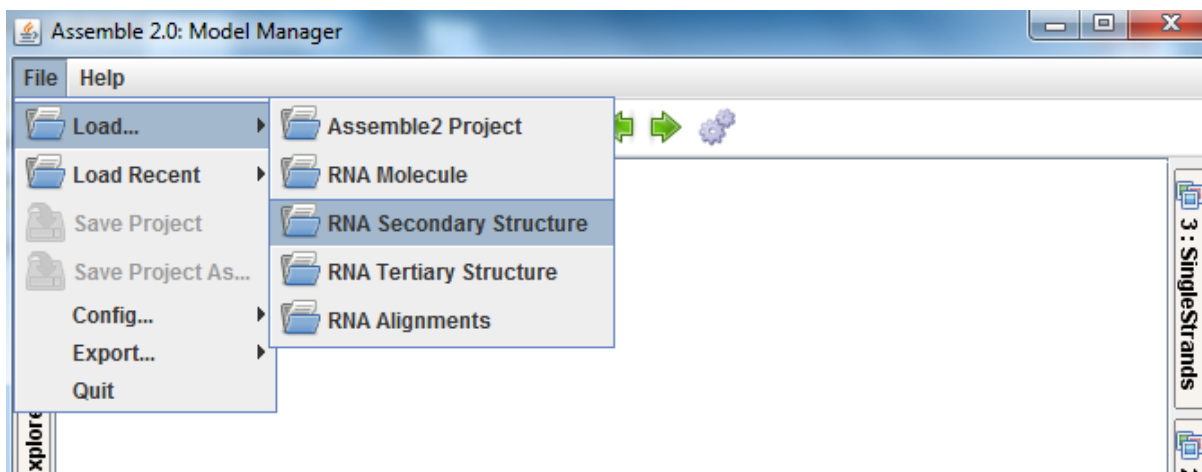 Assemble 2.0: Model Manager
File Help
Load...
Load Recent
Save Project
Save Project As...
Config...
Export...
Quit
Assemble2 Project
RNA Molecule
RNA Secondary Structure
RNA Tertiary Structure
RNA Alignments
3 : SingleStrands